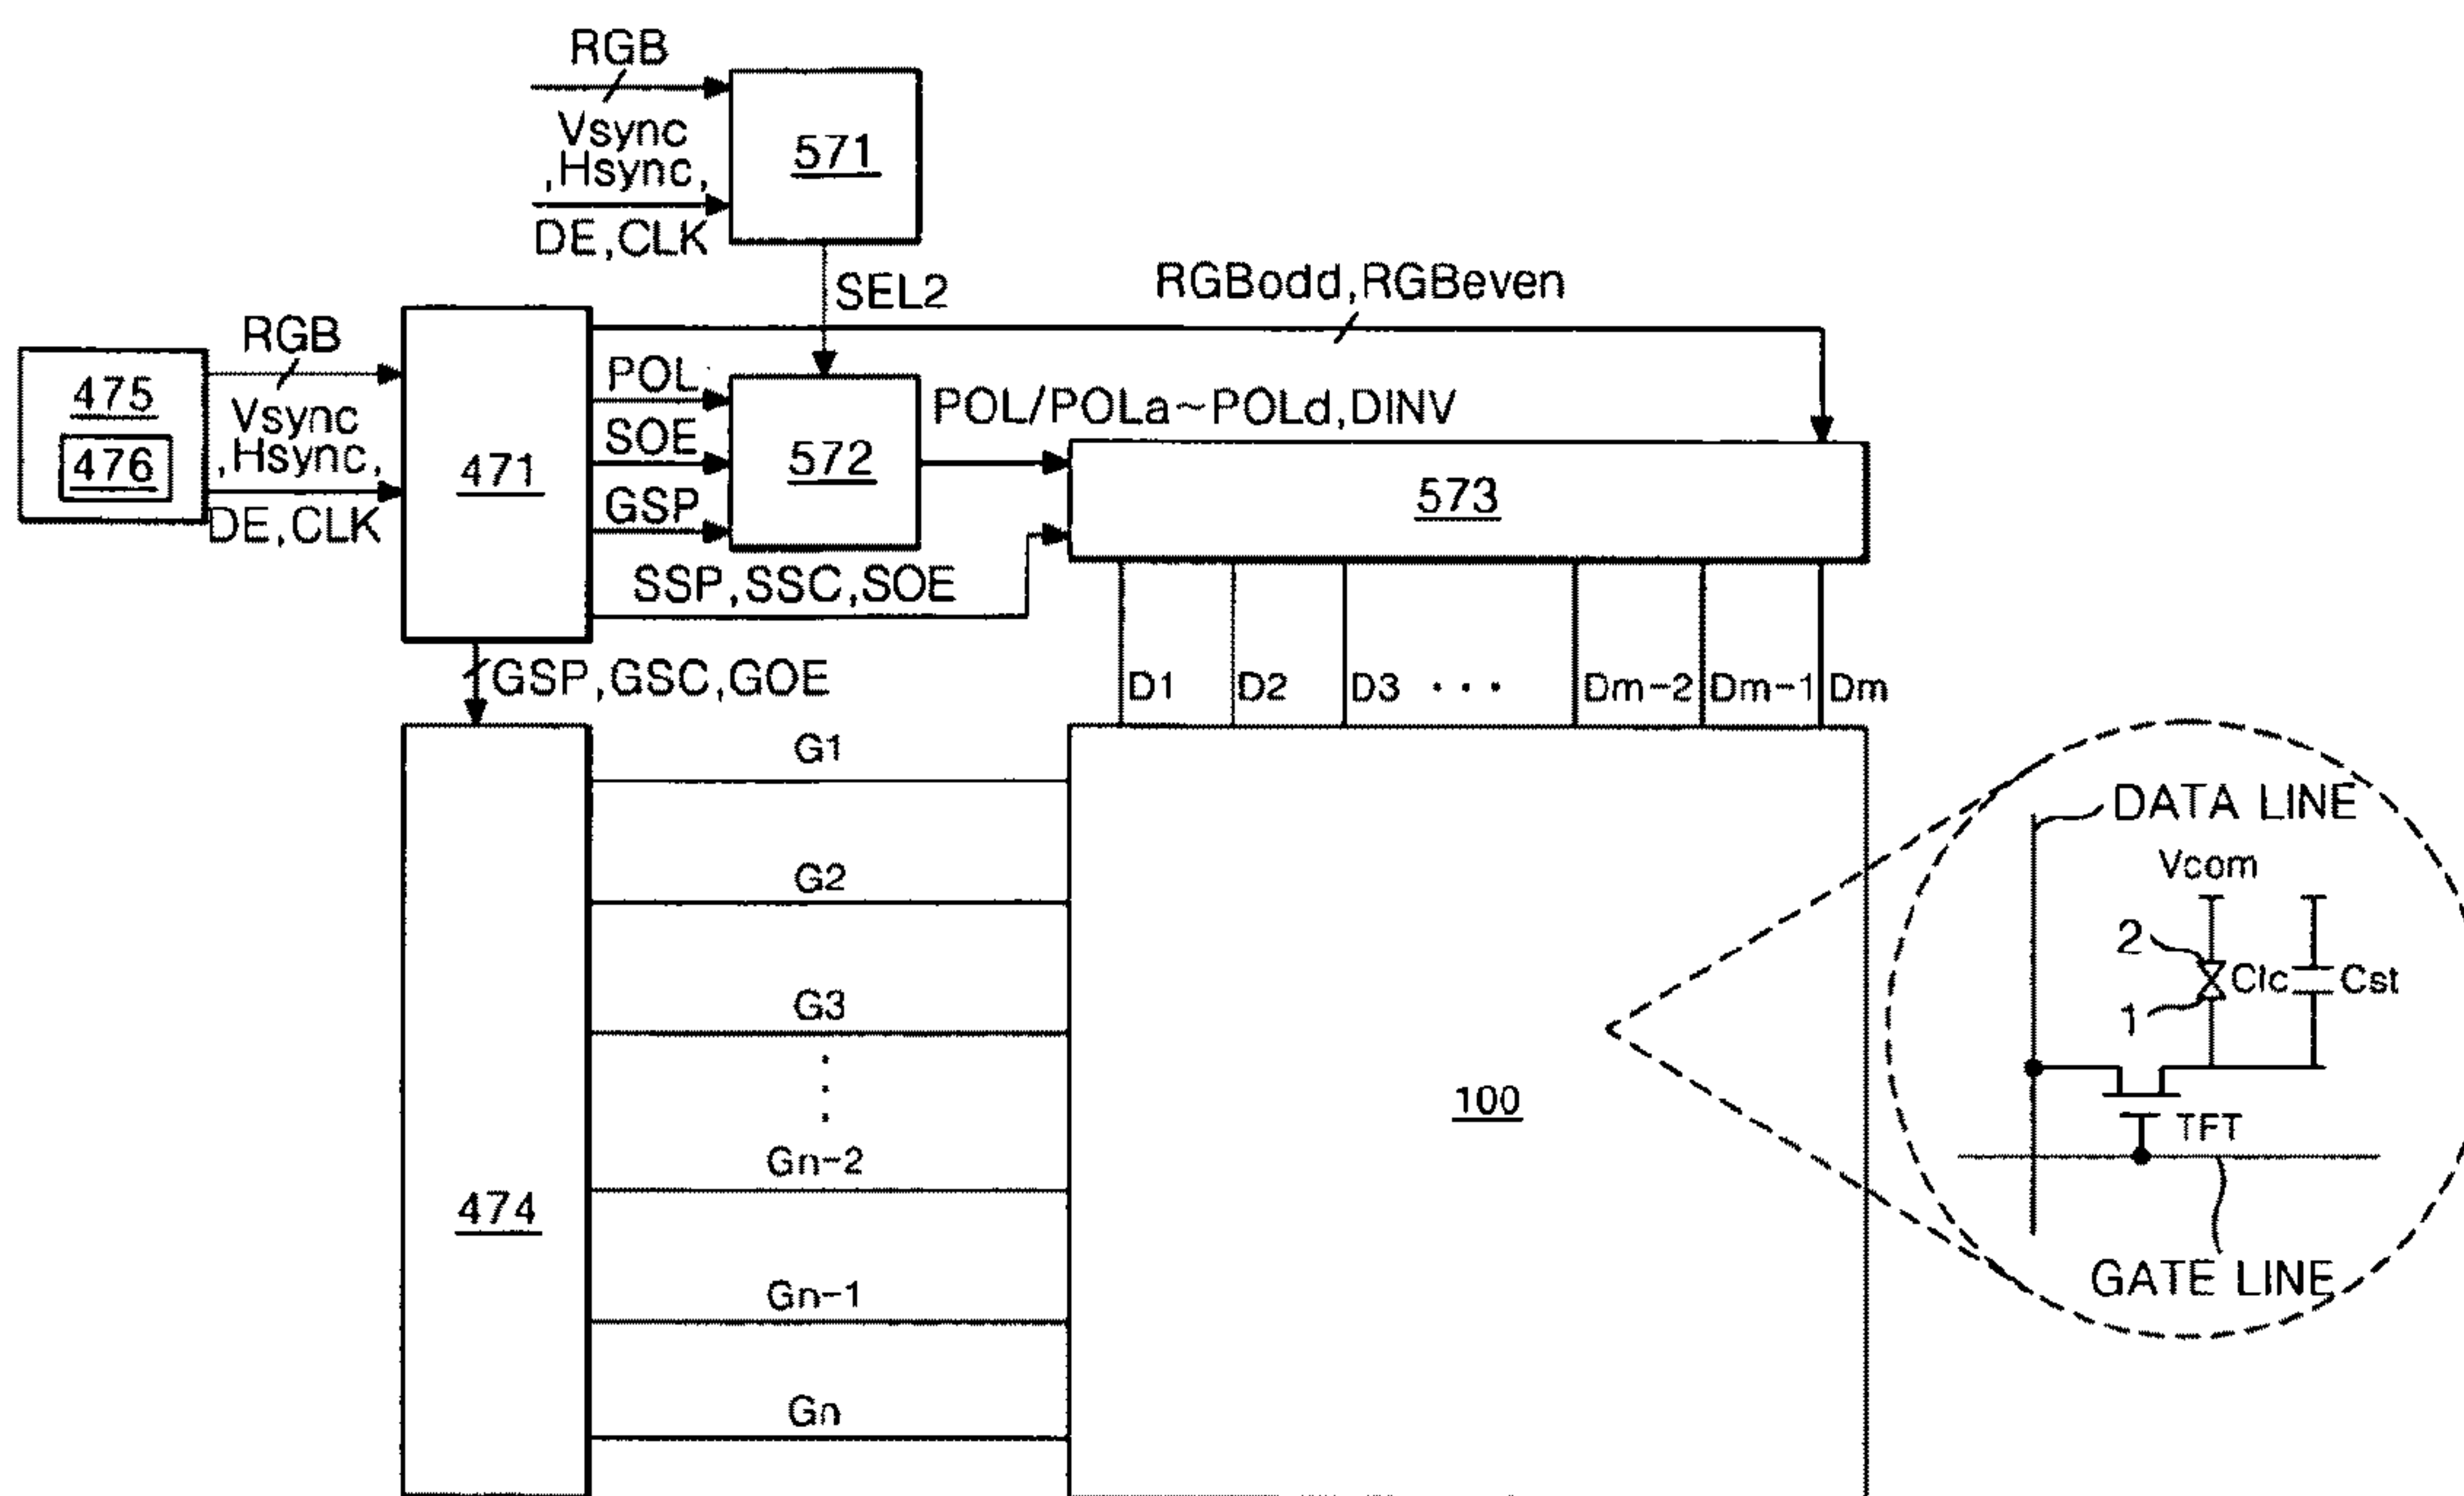 RGB
Vsync
,Hsync,
DE,CLK
571
SEL2
RGBodd,RGBeven
475
476
RGB
Vsync
,Hsync,
DE,CLK
471
POL
SOE
GSP
572
POL/POLa~POLd,DINV
573
SSP,SSC,SOE
GSP,GSC,GOE
D1 D2 D3 ··· Dm-2 Dm-1 Dm
474
G1
G2
G3
Gn-2
Gn-1
Gn
100
DATA LINE
Vcom
2
Clc
Cst
1
TFT
GATE LINE